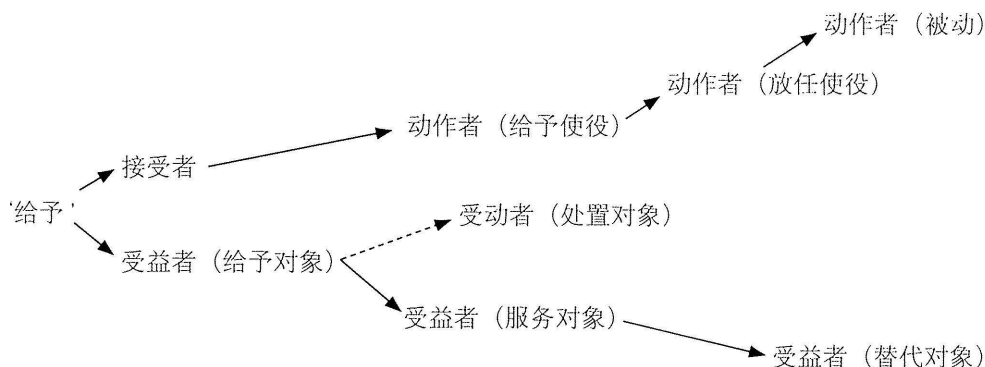 动作者（被动）
动作者（放任使役）
动作者（给予使役）
接受者
'给予'
受动者（处置对象）
受益者（给予对象）
受益者（服务对象）
受益者（替代对象）